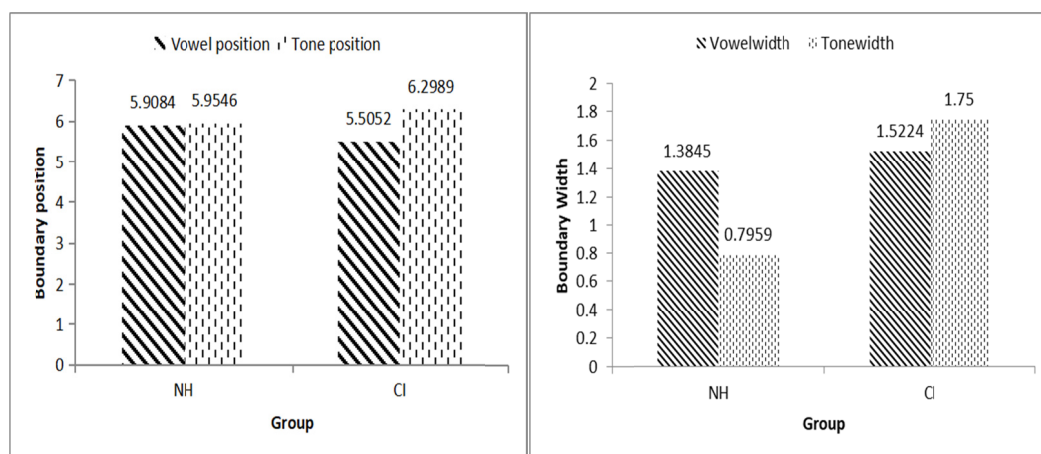 Vowel position Tone position
7
6
5
4
3
2
1
0
Boundary position
5.9084
5.9546
5.5052
6.2989
NH
CI
Group
Vowelwidth Tonewidth
2
1.8
1.6
1.4
1.2
1
0.8
0.6
0.4
0.2
0
Boundary Width
1.3845
0.7959
1.5224
1.75
NH
CI
Group